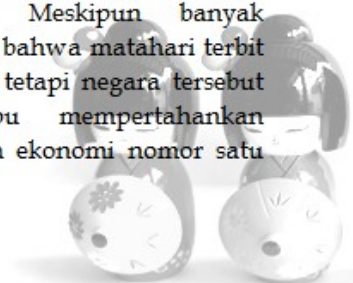 Meskipun banyak
bahwa matahari terbit
tetapi negara tersebut
mempertahankan
ekonomi nomor satu